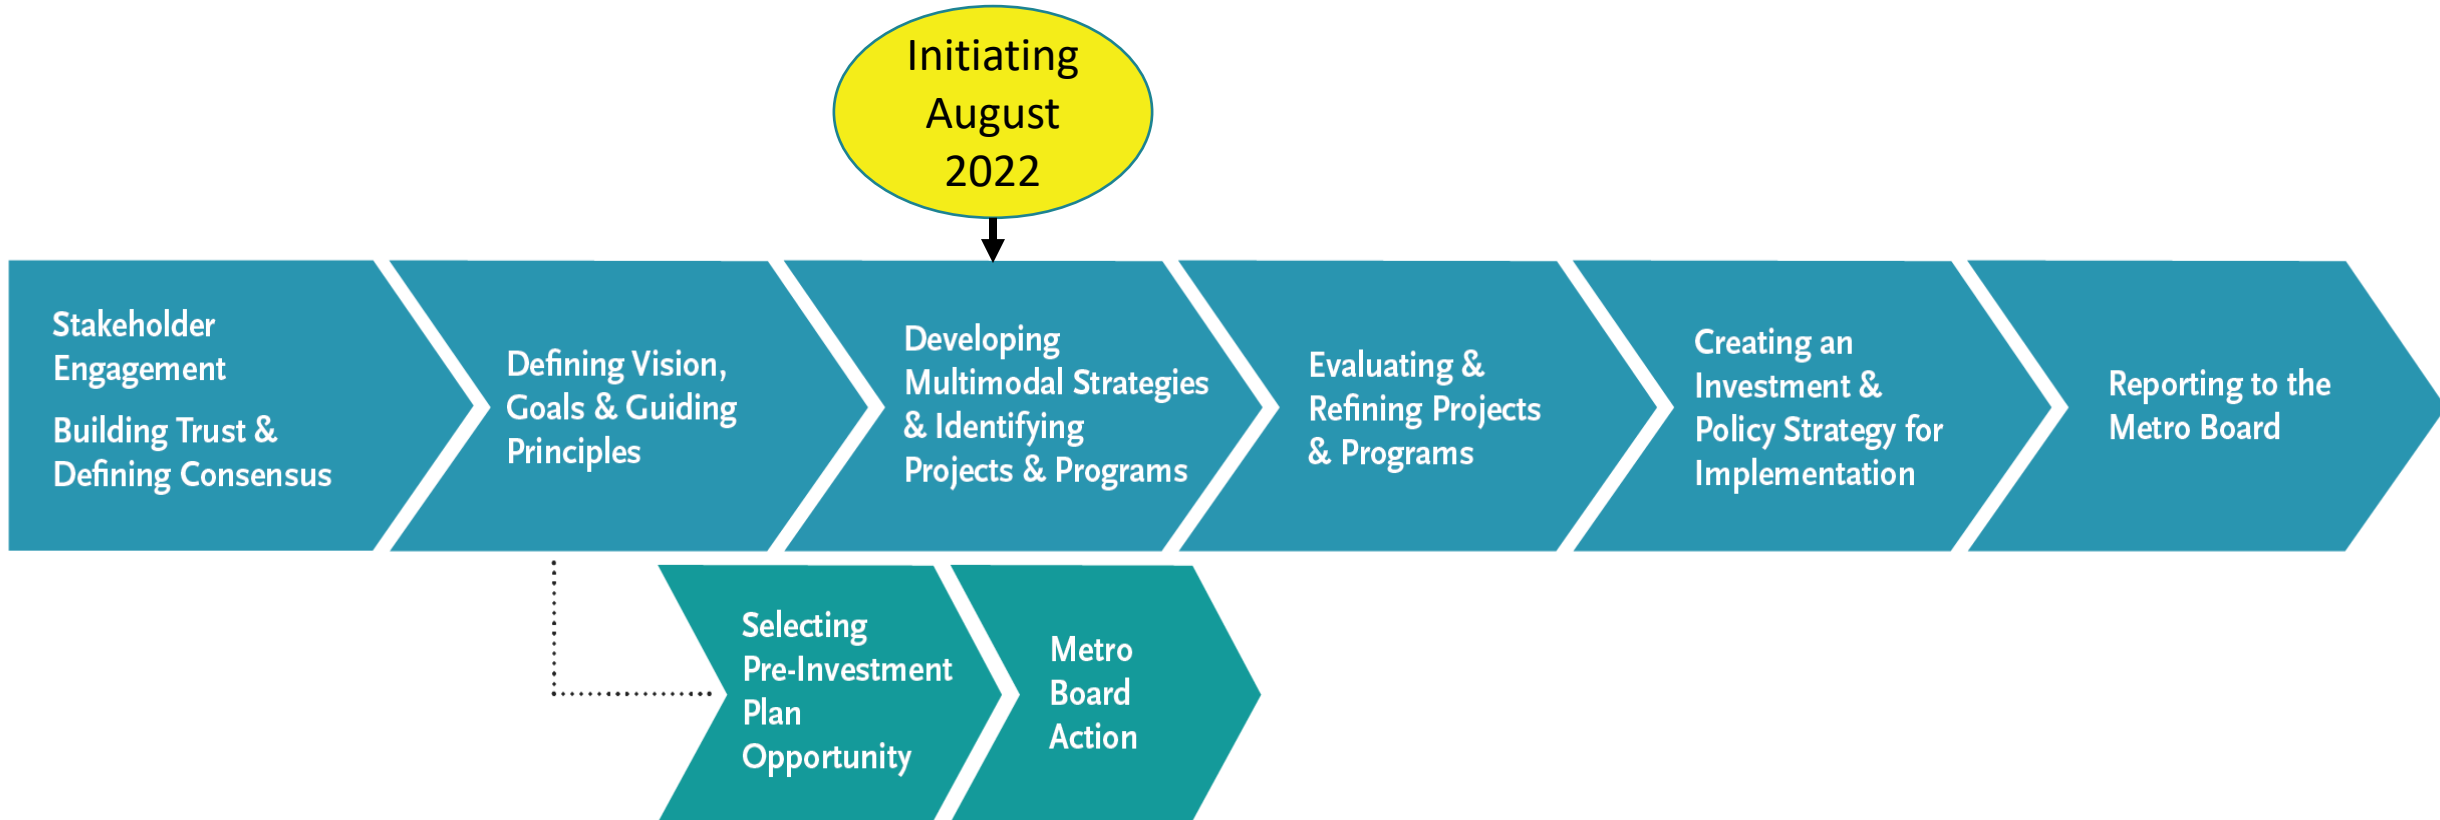 Initiating
August
2022
Stakeholder
Engagement
Building Trust &
Defining Consensus
Defining Vision,
Goals & Guiding
Principles
Developing
Multimodal Strategies
& Identifying
Projects & Programs
Evaluating &
Refining Projects
& Programs
Creating an
Investment &
Policy Strategy for
Implementation
Reporting to the
Metro Board
Selecting
Pre-Investment
Plan
Opportunity
Metro
Board
Action